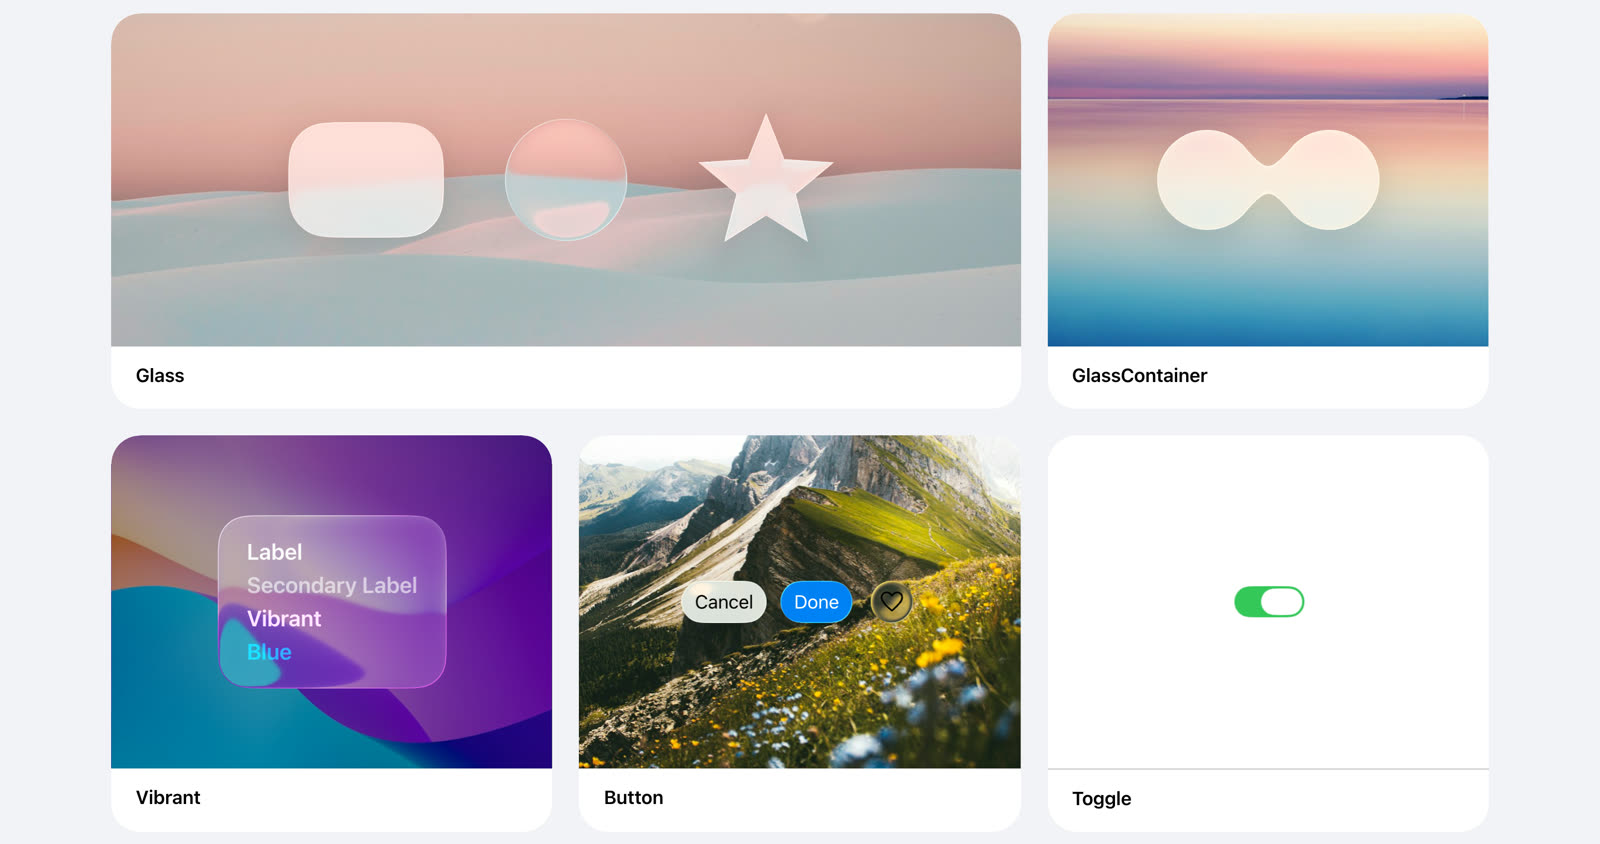 Glass
GlassContainer
Label
Secondary Label
Vibrant
Blue
Vibrant
Cancel
Done
Button
Toggle